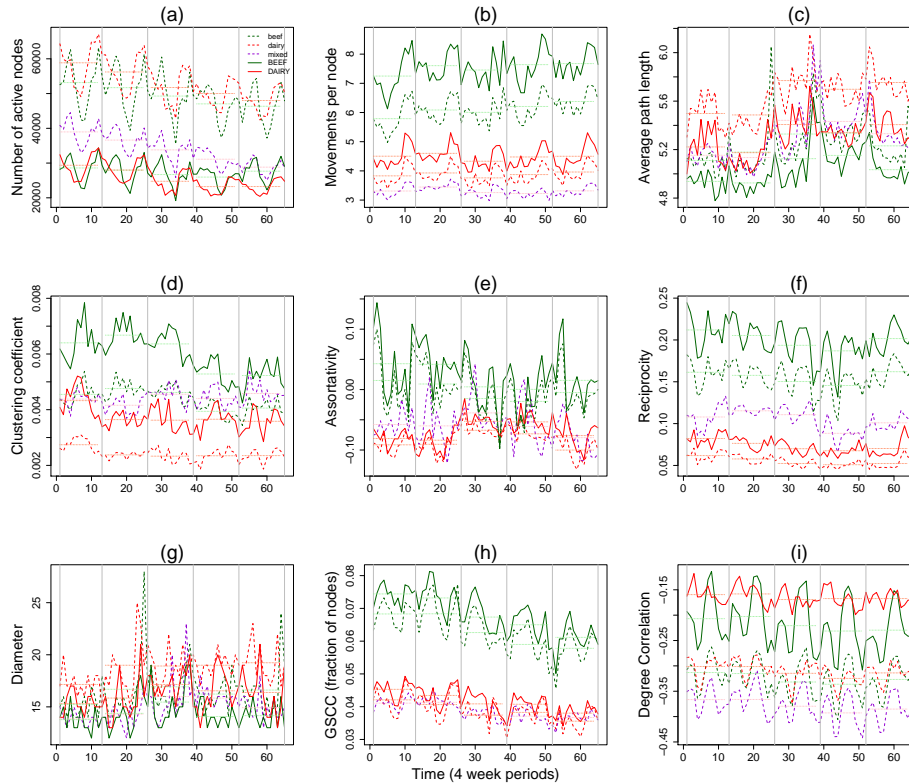 (a)
Number of active nodes
20000 40000 60000
beef
dairy
mixed
BEEF
DAIRY
0 10 20 30 40 50 60
(b)
Movements per node
8
7
6
5
4
3
0 10 20 30 40 50 60
(c)
Average path length
4.8 5.2 5.6 6.0
0 10 20 30 40 50 60
(d)
Clustering coefficient
0.002 0.004 0.006 0.008
0 10 20 30 40 50 60
(e)
Assortativity
−0.10 0.00 0.10
0 10 20 30 40 50 60
(f)
Reciprocity
0.05 0.10 0.15 0.20 0.25
0 10 20 30 40 50 60
(g)
Diameter
15 20 25
0 10 20 30 40 50 60
(h)
GSCC (fraction of nodes)
0.03 0.04 0.05 0.06 0.07 0.08
0 10 20 30 40 50 60
Time (4 week periods)
(i)
Degree Correlation
−0.45 −0.35 −0.25 −0.15
0 10 20 30 40 50 60